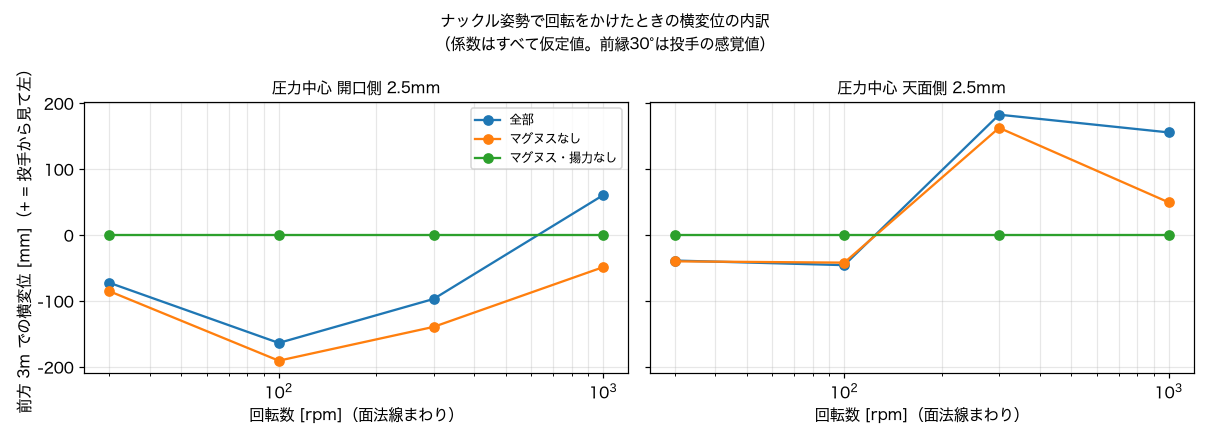 ナックル姿勢で回転をかけたときの横変位の内訳
（係数はすべて仮定値。前縁30°は投手の感覚値）
圧力中心 開口側 2.5mm
圧力中心 天面側 2.5mm
前方 3m での横変位 [mm]（+ = 投手から見て左）
200
100
0
-100
-200
全部
マグヌスなし
マグヌス・揚力なし
10²
10³
10²
10³
回転数 [rpm]（面法線まわり）
回転数 [rpm]（面法線まわり）